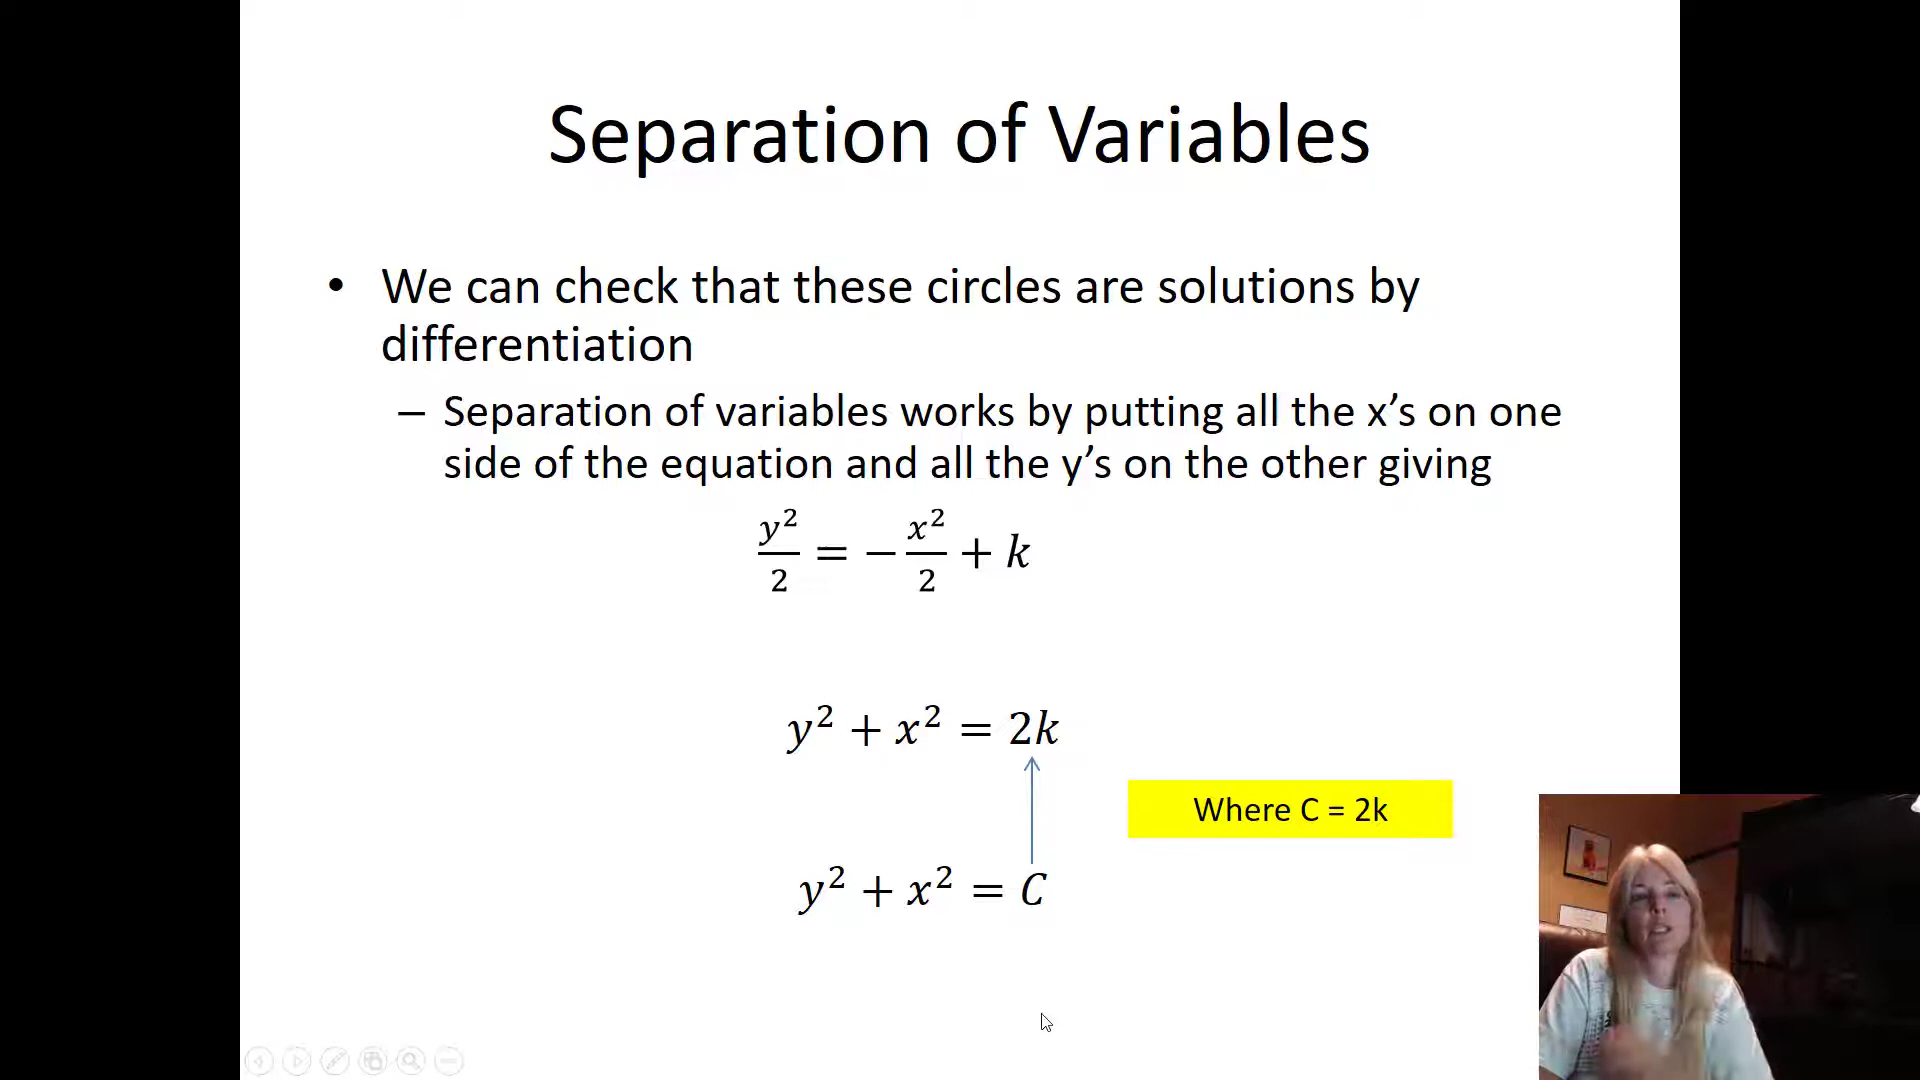 Separation of Variables
• We can check that these circles are solutions by
differentiation
– Separation of variables works by putting all the x’s on one
side of the equation and all the y’s on the other giving
y²/2 = −x²/2 + k
y² + x² = 2k
Where C = 2k
y² + x² = C